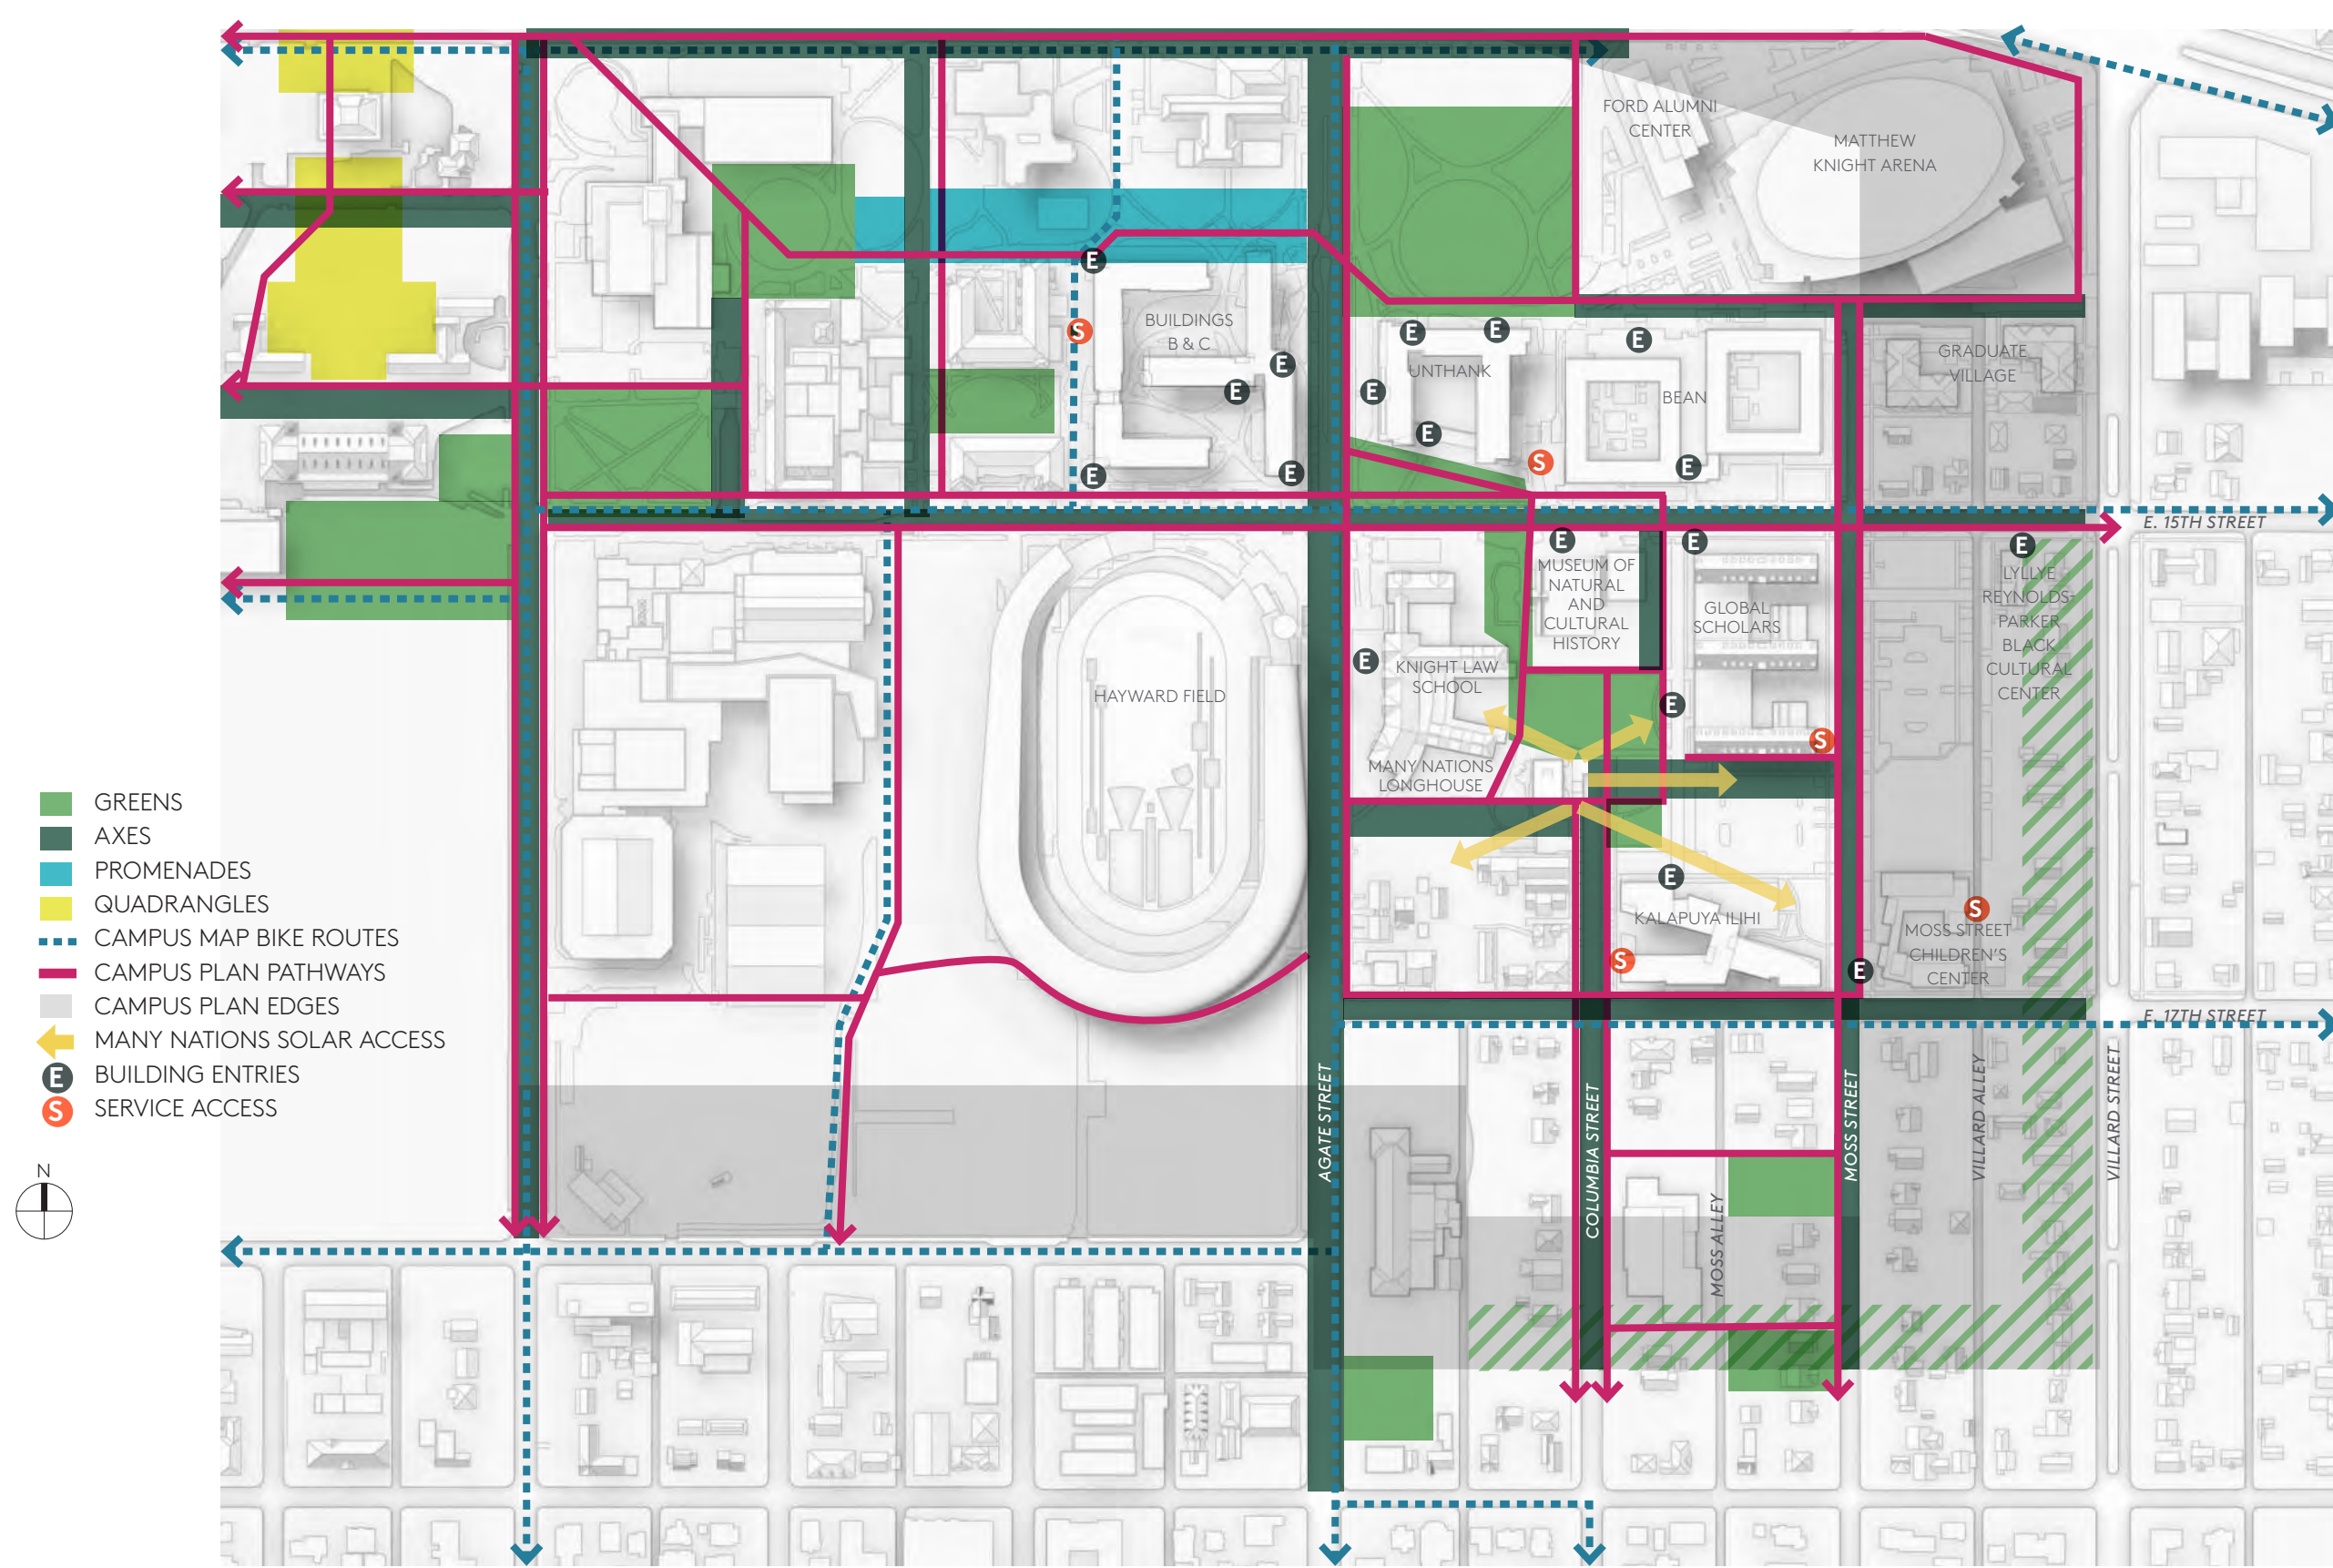 FORD ALUMNI
CENTER
MATTHEW
KNIGHT ARENA
E
BUILDINGS
B & C
S
E
E
E
E
E
E
E
E
UNTHANK
E
BEAN
E
S
GRADUATE
VILLAGE
E. 15TH STREET
E
MUSEUM OF
NATURAL
AND
CULTURAL
HISTORY
E
GLOBAL
SCHOLARS
E
LYLLYE
REYNOLDS-
PARKER
BLACK
CULTURAL
CENTER
HAYWARD FIELD
E
KNIGHT LAW
SCHOOL
E
S
MANY NATIONS
LONGHOUSE
E
KALAPUYA ILIHI
S
S
MOSS STREET
CHILDREN'S
CENTER
E
E. 17TH STREET
AGATE STREET
COLUMBIA STREET
MOSS ALLEY
MOSS STREET
VILLARD ALLEY
VILLARD STREET
GREENS
AXES
PROMENADES
QUADRANGLES
CAMPUS MAP BIKE ROUTES
CAMPUS PLAN PATHWAYS
CAMPUS PLAN EDGES
MANY NATIONS SOLAR ACCESS
E BUILDING ENTRIES
S SERVICE ACCESS
N